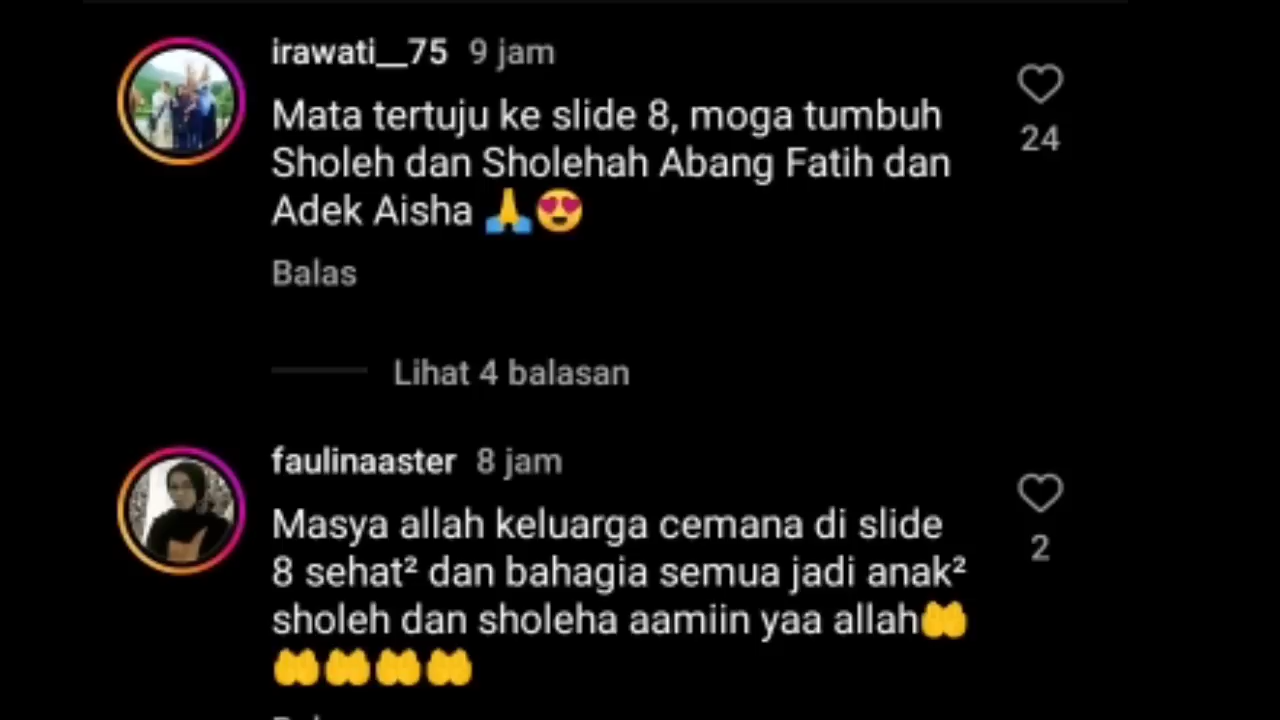 irawati__75 9 jam
Mata tertuju ke slide 8, moga tumbuh
Sholeh dan Sholehah Abang Fatih dan
Adek Aisha 🙏😍
24
Balas
Lihat 4 balasan
faulinaaster 8 jam
Masya allah keluarga cemana di slide
8 sehat² dan bahagia semua jadi anak²
sholeh dan sholeha aamiin yaa allah🤲
🤲🤲🤲🤲
2